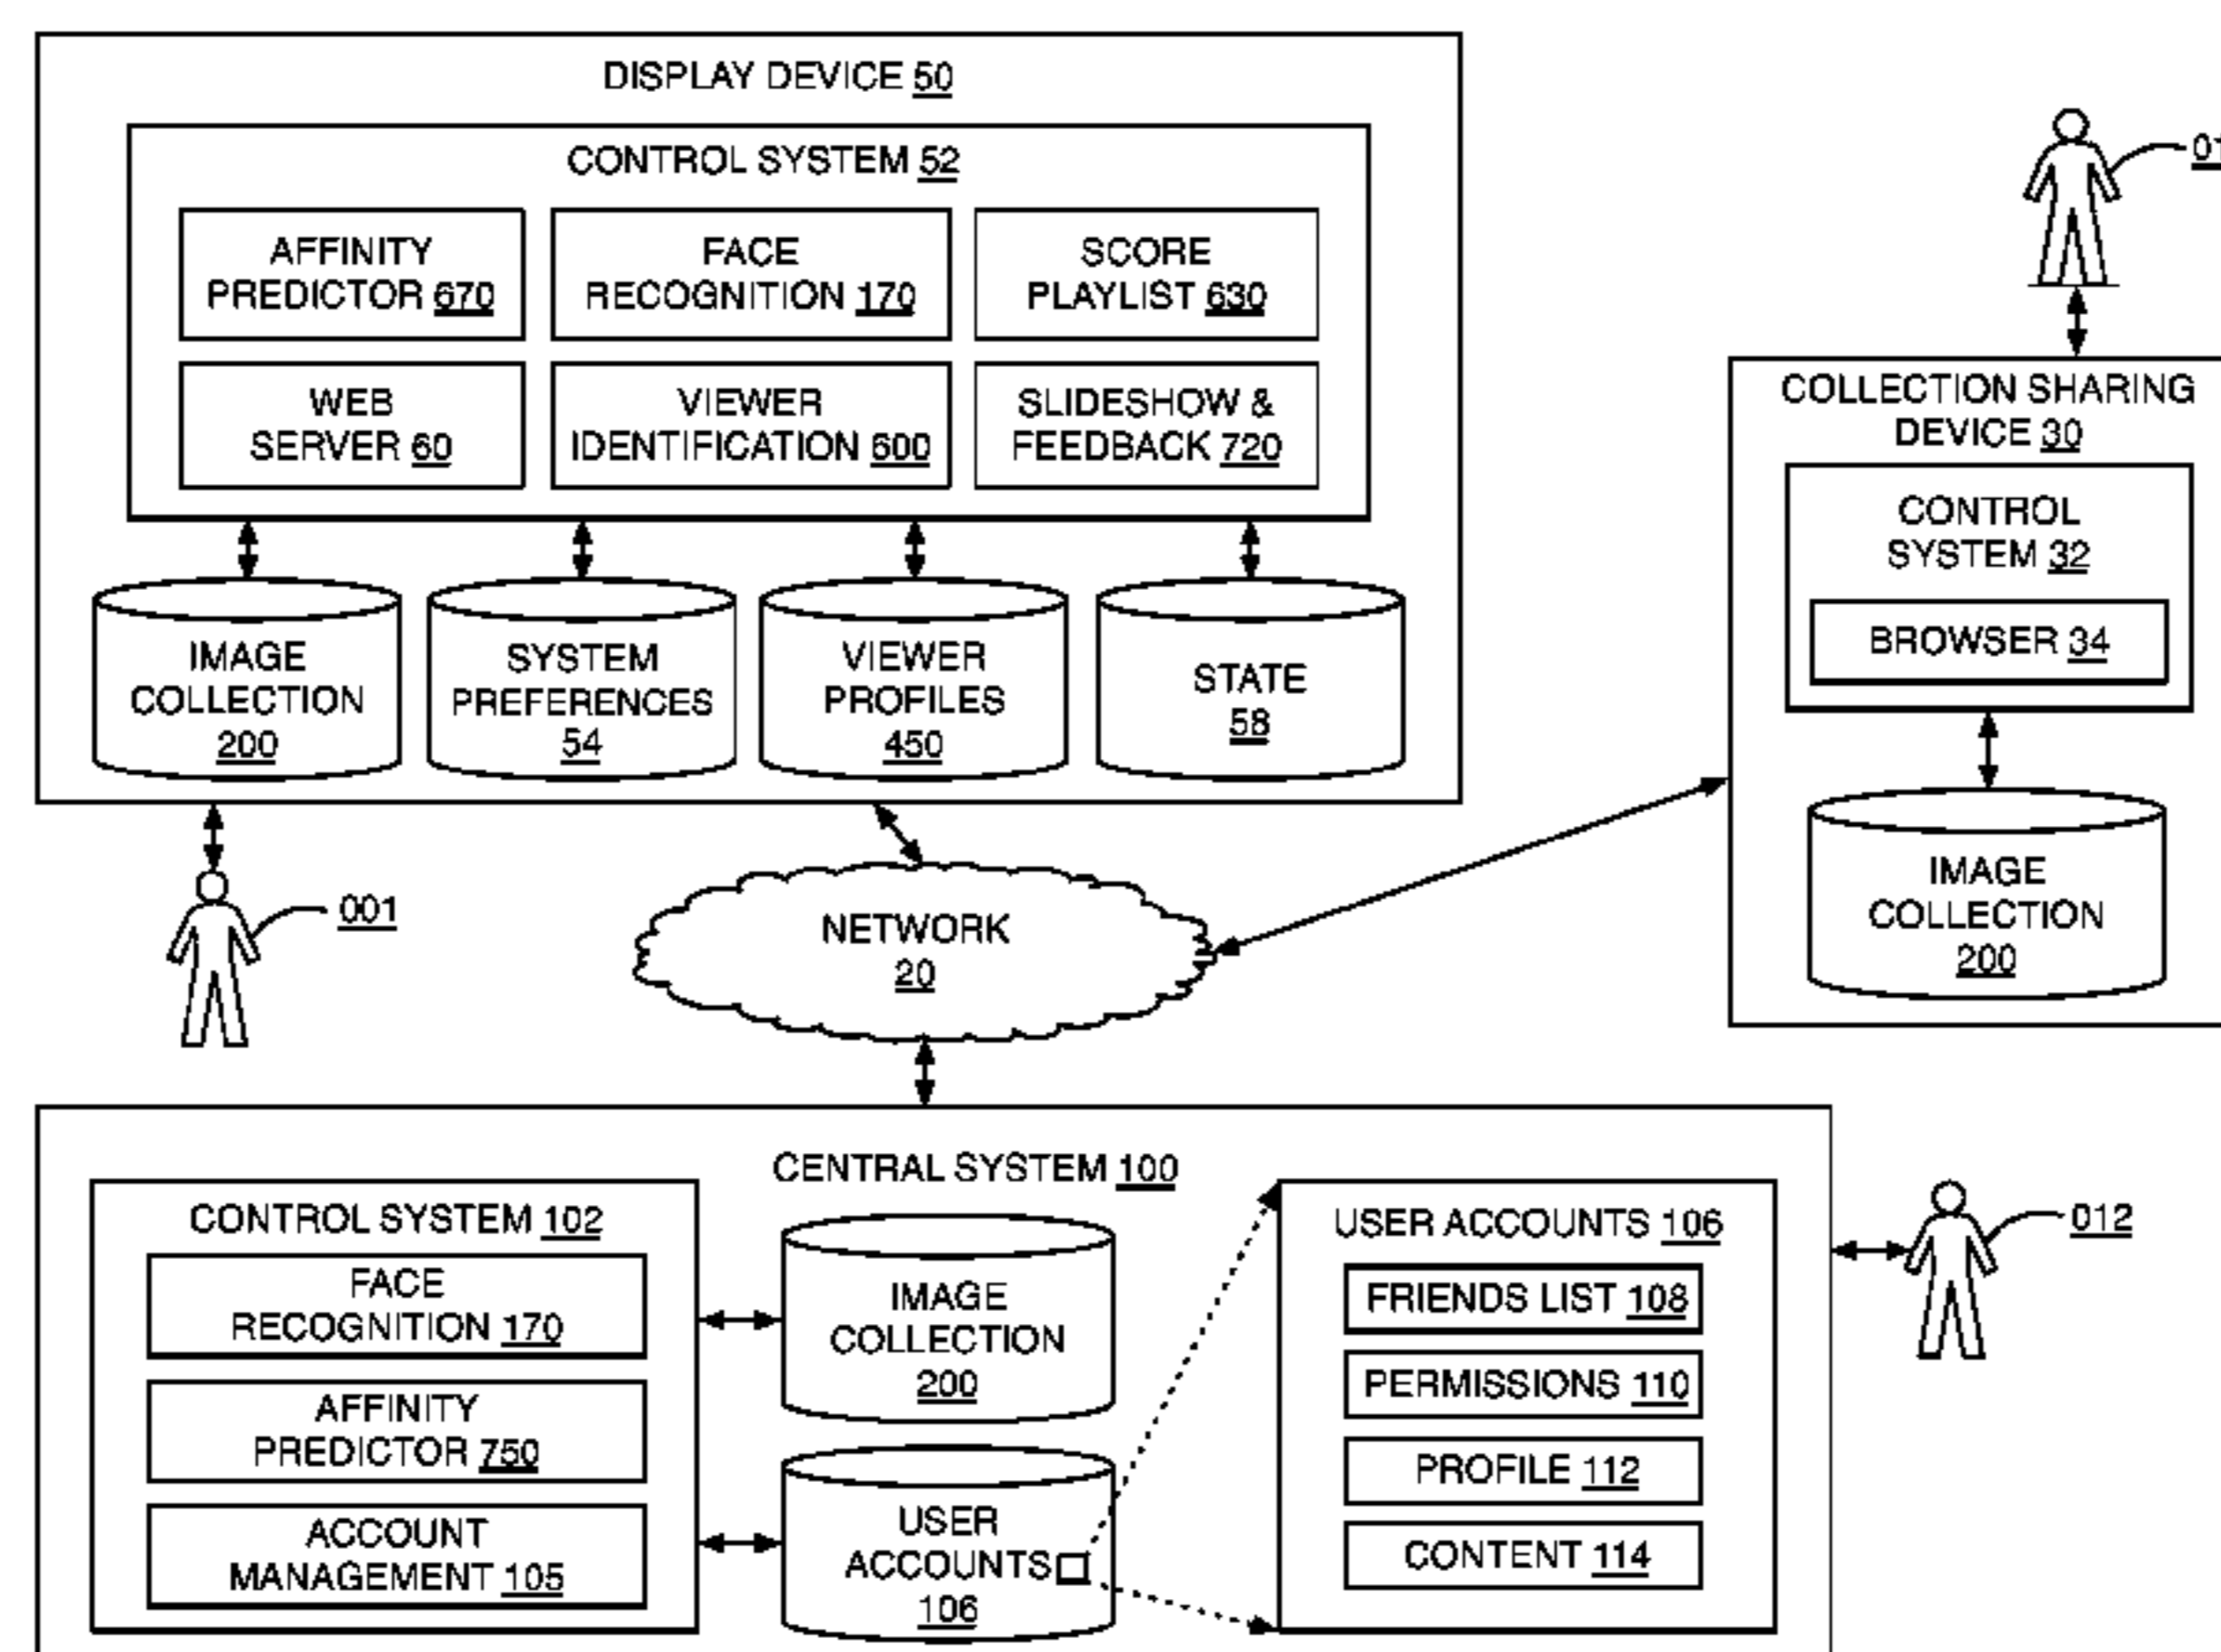 DISPLAY DEVICE 50
CONTROL SYSTEM 52
AFFINITY
PREDICTOR 670
FACE
RECOGNITION 170
SCORE
PLAYLIST 630
WEB
SERVER 60
VIEWER
IDENTIFICATION 600
SLIDESHOW &
FEEDBACK 720
IMAGE
COLLECTION
200
SYSTEM
PREFERENCES
54
VIEWER
PROFILES
450
STATE
58
COLLECTION SHARING
DEVICE 30
CONTROL
SYSTEM 32
BROWSER 34
IMAGE
COLLECTION
200
001
NETWORK
20
CENTRAL SYSTEM 100
CONTROL SYSTEM 102
FACE
RECOGNITION 170
AFFINITY
PREDICTOR 750
ACCOUNT
MANAGEMENT 105
IMAGE
COLLECTION
200
USER
ACCOUNTS
106
USER ACCOUNTS 106
FRIENDS LIST 108
PERMISSIONS 110
PROFILE 112
CONTENT 114
012